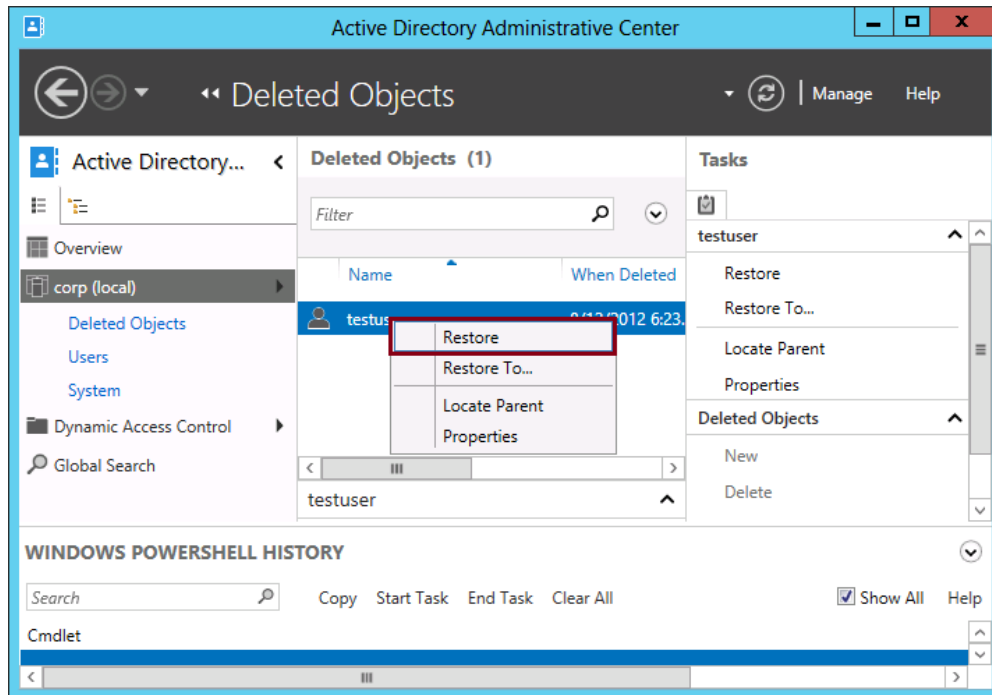 Active Directory Administrative Center
Deleted Objects
Manage Help
Active Directory...
Overview
corp (local)
Deleted Objects
Users
System
Dynamic Access Control
Global Search
Deleted Objects (1)
Filter
Name When Deleted
2012 6:23.
Restore
Restore To...
Locate Parent
Properties
testuser
Tasks
testuser
Restore
Restore To...
Locate Parent
Properties
Deleted Objects
New
Delete
WINDOWS POWERSHELL HISTORY
Search Copy Start Task End Task Clear All Show All Help
Cmdlet